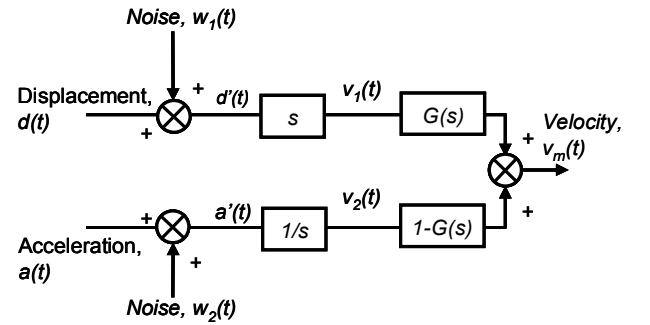 Noise, w1(t)
Displacement,
d(t)
+
+
d'(t)
s
v1(t)
G(s)
+
Velocity,
vm(t)
Acceleration,
a(t)
+
+
a'(t)
1/s
v2(t)
1-G(s)
+
Noise, w2(t)